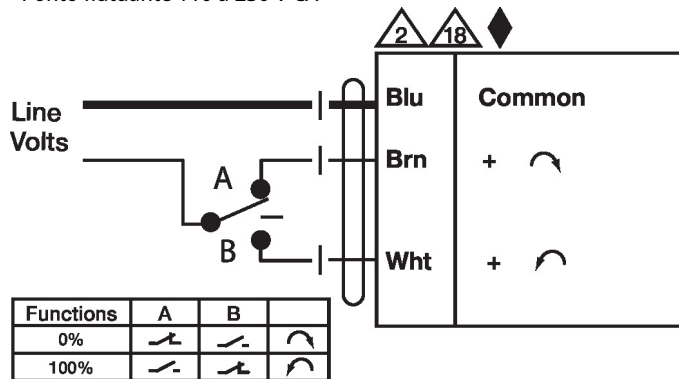 2 18
Blu Common
Line
Volts
Brn +
A
B
Wht +
Functions A B
0%
100%